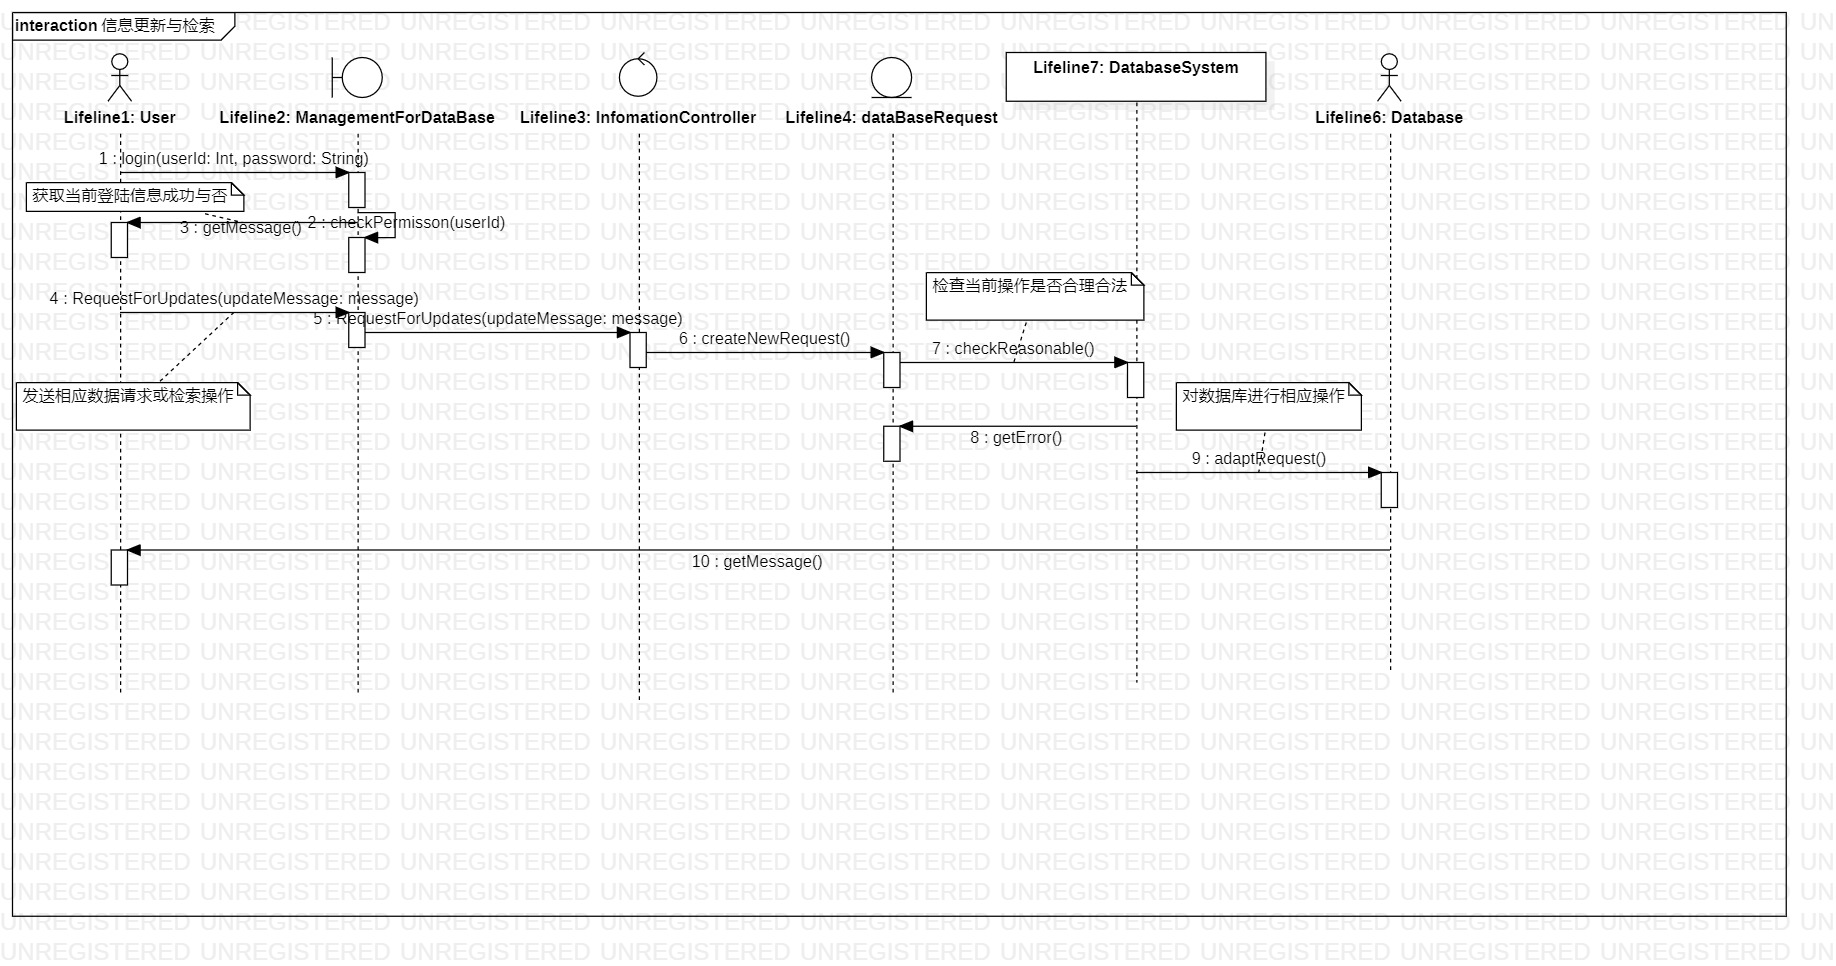 interaction 信息更新与检索
Lifeline1: User
Lifeline2: ManagementForDataBase
Lifeline3: InfomationController
Lifeline4: dataBaseRequest
Lifeline7: DatabaseSystem
Lifeline6: Database
1 : login(userId: Int, password: String)
获取当前登陆信息成功与否
2 : checkPermisson(userId)
3 : getMessage()
检查当前操作是否合理合法
4 : RequestForUpdates(updateMessage: message)
5 : RequestForUpdates(updateMessage: message)
6 : createNewRequest()
7 : checkReasonable()
发送相应数据请求或检索操作
对数据库进行相应操作
8 : getError()
9 : adaptRequest()
10 : getMessage()
UNREGISTERED